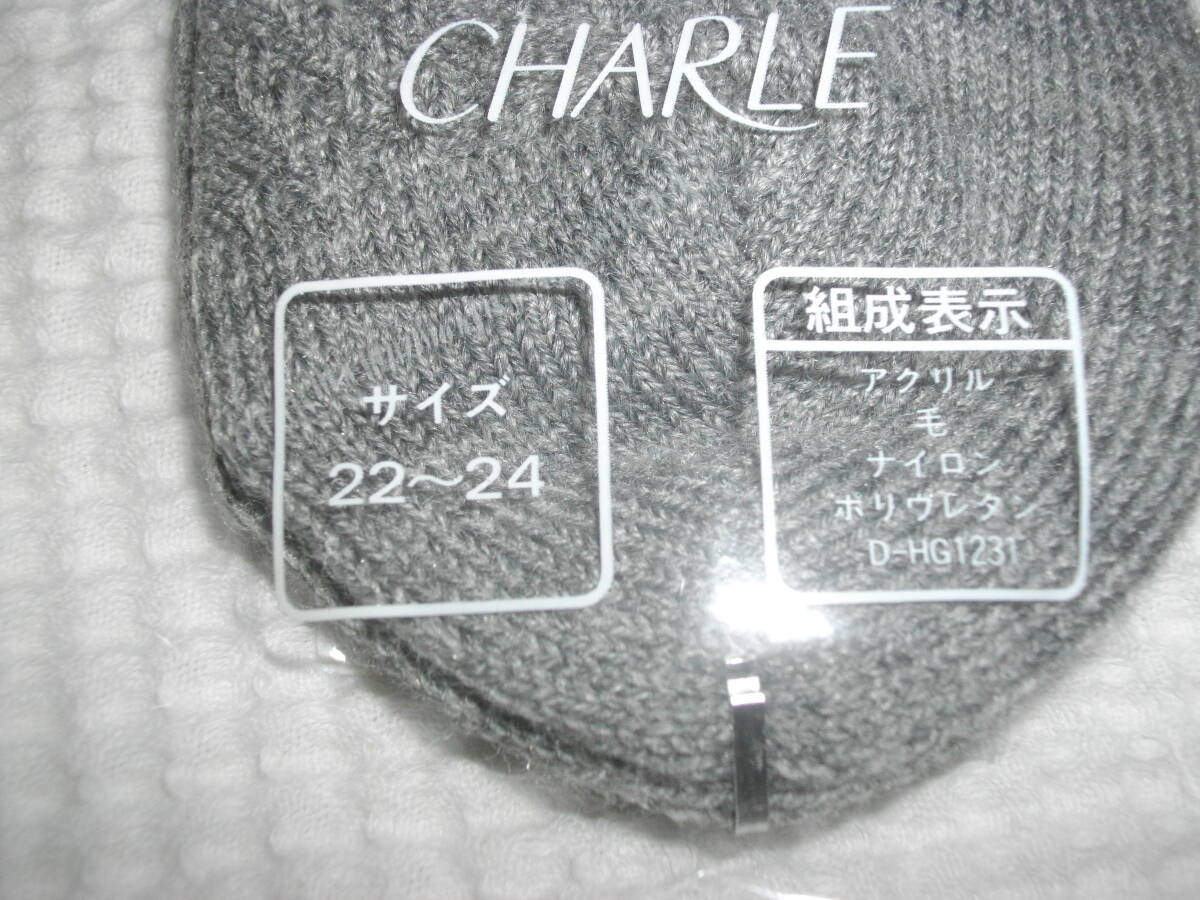 CHARLE
サイズ
22〜24
組成表示
アクリル
毛
ナイロン
ポリウレタン
D-HG1231